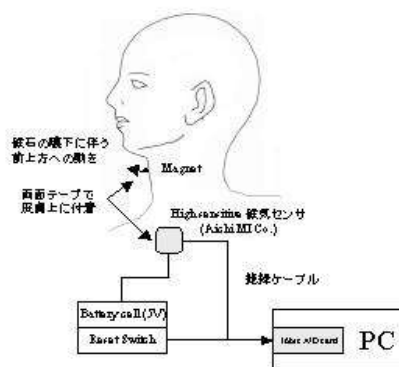 磁石の嚥下に伴う
前上方への動き
Magnet
両面テープで
皮膚上に付着
High sensitive 磁気センサ
(Aichi MI Co.)
接続ケーブル
Battery cell (5V)
Reset Switch
A/D card
PC